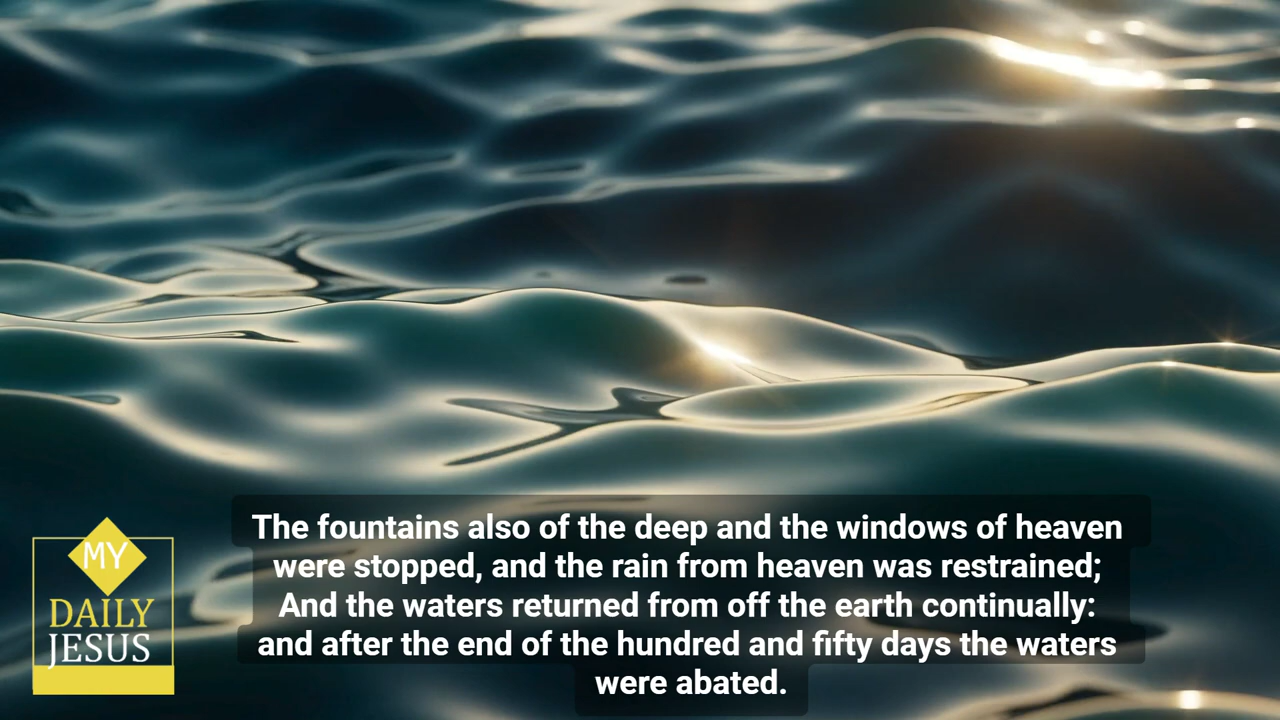 The fountains also of the deep and the windows of heaven
were stopped, and the rain from heaven was restrained;
And the waters returned from off the earth continually:
and after the end of the hundred and fifty days the waters
were abated.
MY
DAILY
JESUS